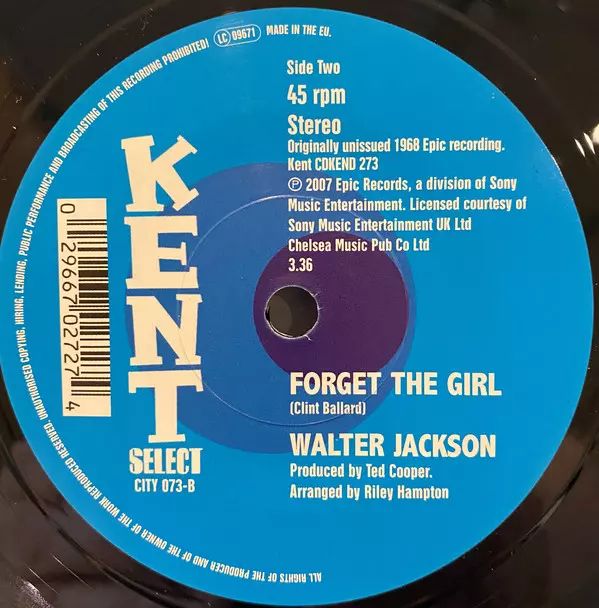 ALL RIGHTS OF THE PRODUCER AND OF THE OWNER OF THE WORK REPRODUCED RESERVED. UNAUTHORISED COPYING, HIRING, LENDING, PUBLIC PERFORMANCE AND BROADCASTING OF THIS RECORDING PROHIBITED!
LC 09671
MADE IN THE EU.
Side Two
45 rpm
Stereo
Originally unissued 1968 Epic recording.
Kent CDKEND 273
℗ 2007 Epic Records, a division of Sony
Music Entertainment. Licensed courtesy of
Sony Music Entertainment UK Ltd
Chelsea Music Pub Co Ltd
3.36
KENT
SELECT
CITY 073-B
0 29667 02727 4
FORGET THE GIRL
(Clint Ballard)
WALTER JACKSON
Produced by Ted Cooper.
Arranged by Riley Hampton